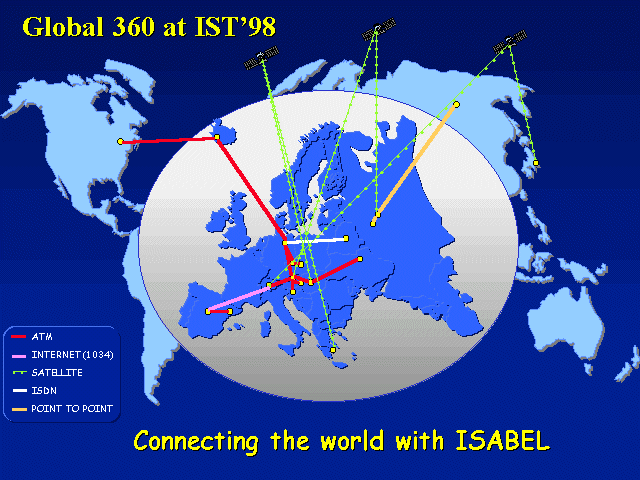 Global 360 at IST'98
ATM
INTERNET (1034)
SATELLITE
ISDN
POINT TO POINT
Connecting the world with ISABEL